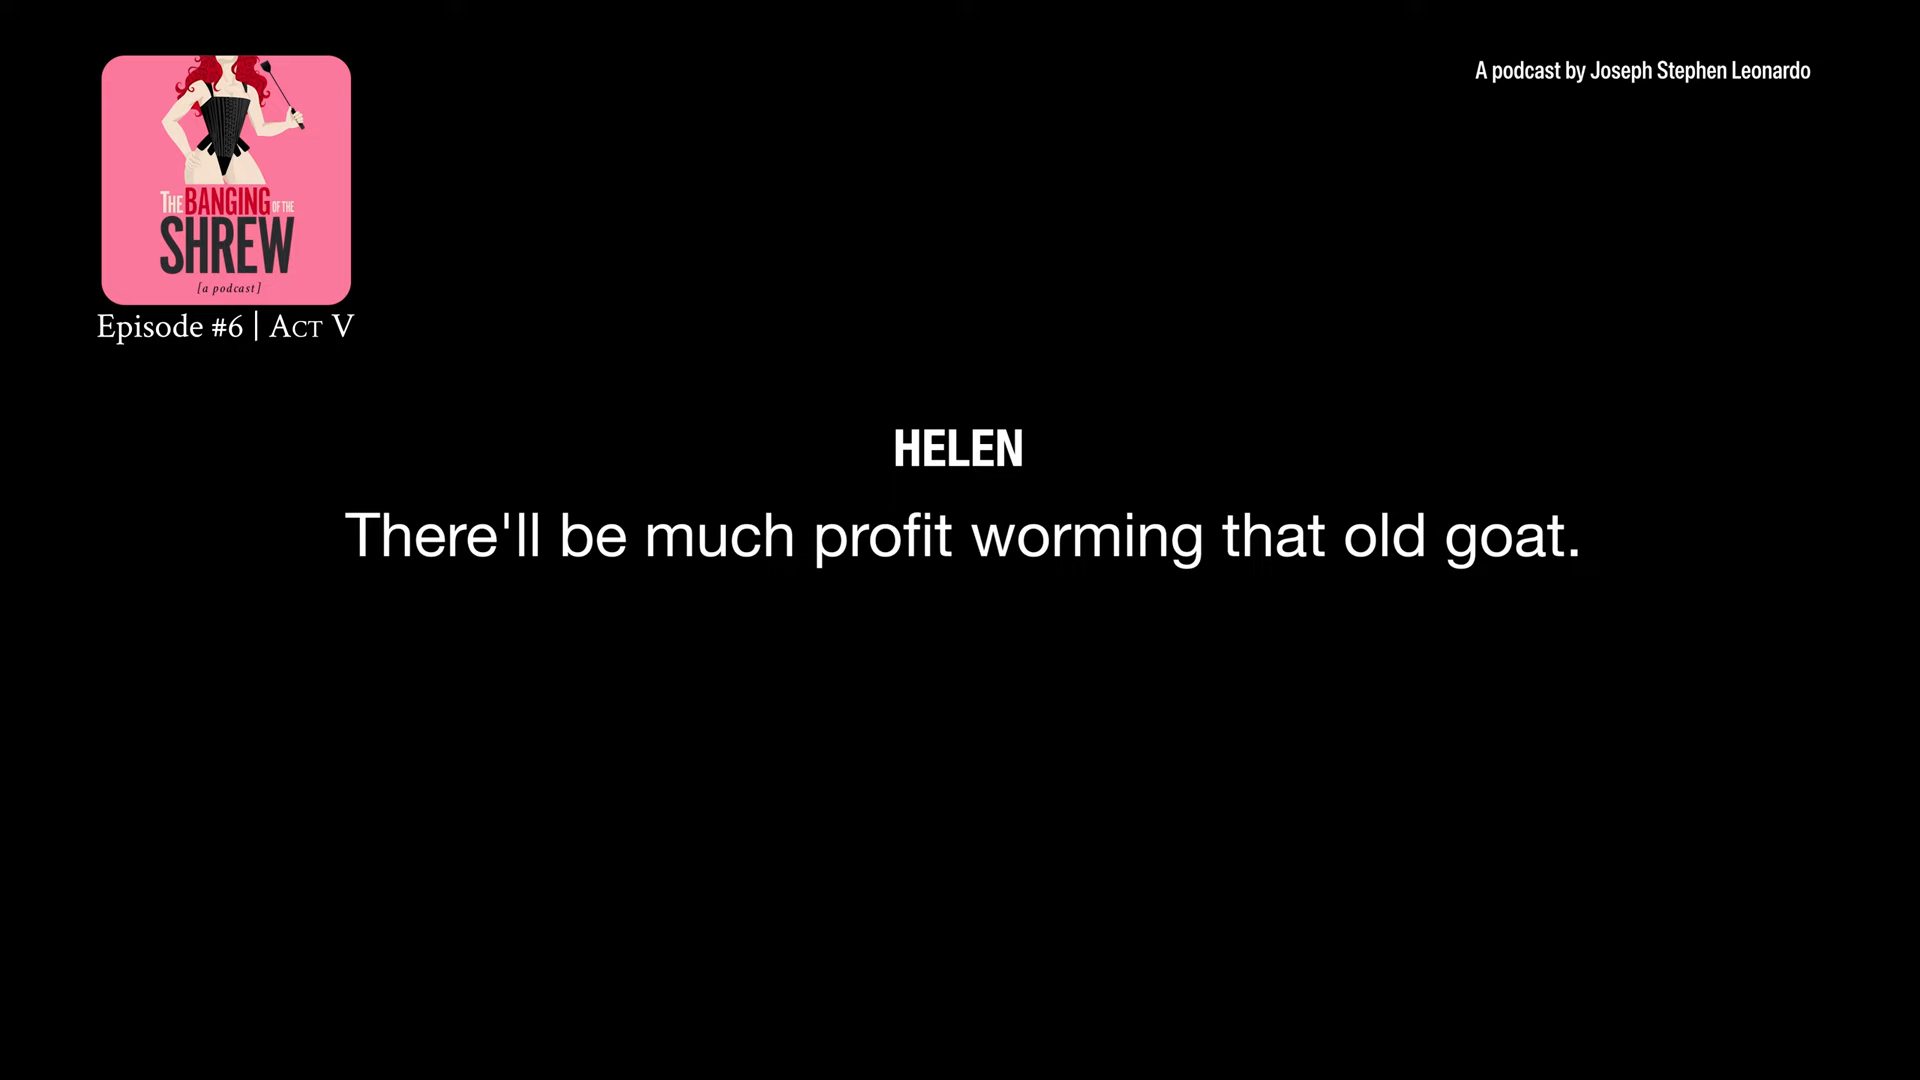 A podcast by Joseph Stephen Leonardo
THE BANGING OF THE
SHREW
[a podcast]
Episode #6 | ACT V
HELEN
There'll be much profit worming that old goat.